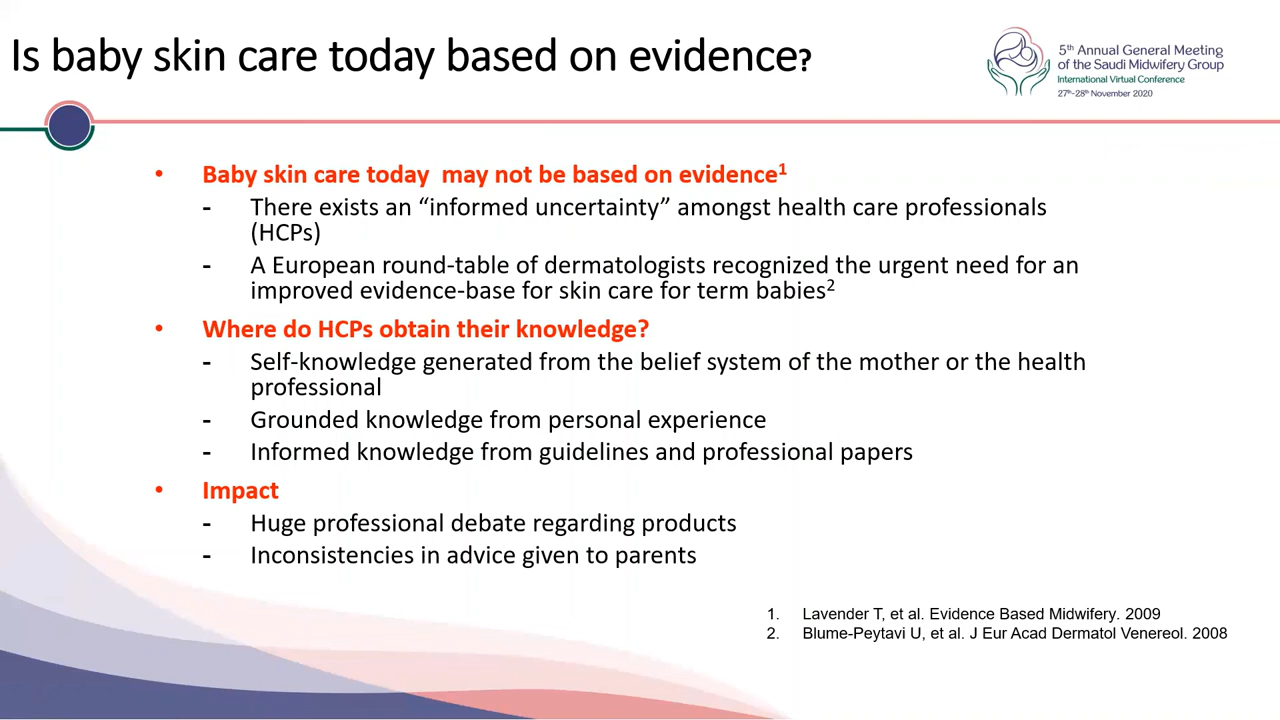 Is baby skin care today based on evidence?
5th Annual General Meeting
of the Saudi Midwifery Group
International Virtual Conference
27th-28th November 2020
• Baby skin care today  may not be based on evidence1
- There exists an “informed uncertainty” amongst health care professionals
(HCPs)
- A European round-table of dermatologists recognized the urgent need for an
improved evidence-base for skin care for term babies2
• Where do HCPs obtain their knowledge?
- Self-knowledge generated from the belief system of the mother or the health
professional
- Grounded knowledge from personal experience
- Informed knowledge from guidelines and professional papers
• Impact
- Huge professional debate regarding products
- Inconsistencies in advice given to parents
1. Lavender T, et al. Evidence Based Midwifery. 2009
2. Blume-Peytavi U, et al. J Eur Acad Dermatol Venereol. 2008